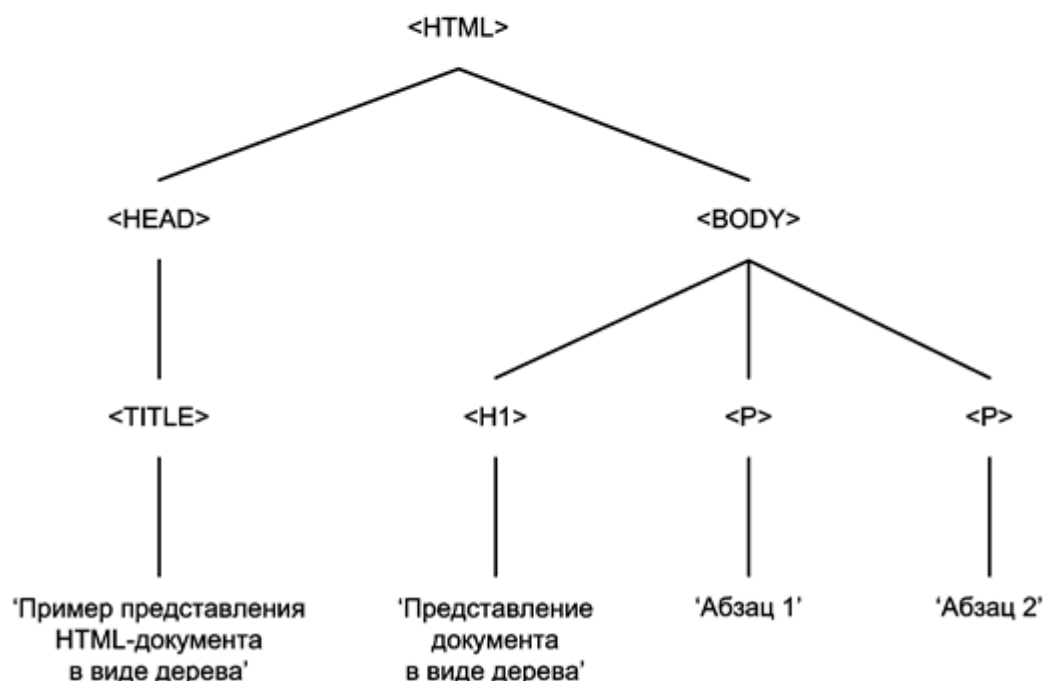 <HTML>
<HEAD>
<BODY>
<TITLE>
<H1>
<P>
<P>
‘Пример представления
HTML-документа
в виде дерева’
‘Представление
документа
в виде дерева’
‘Абзац 1’
‘Абзац 2’